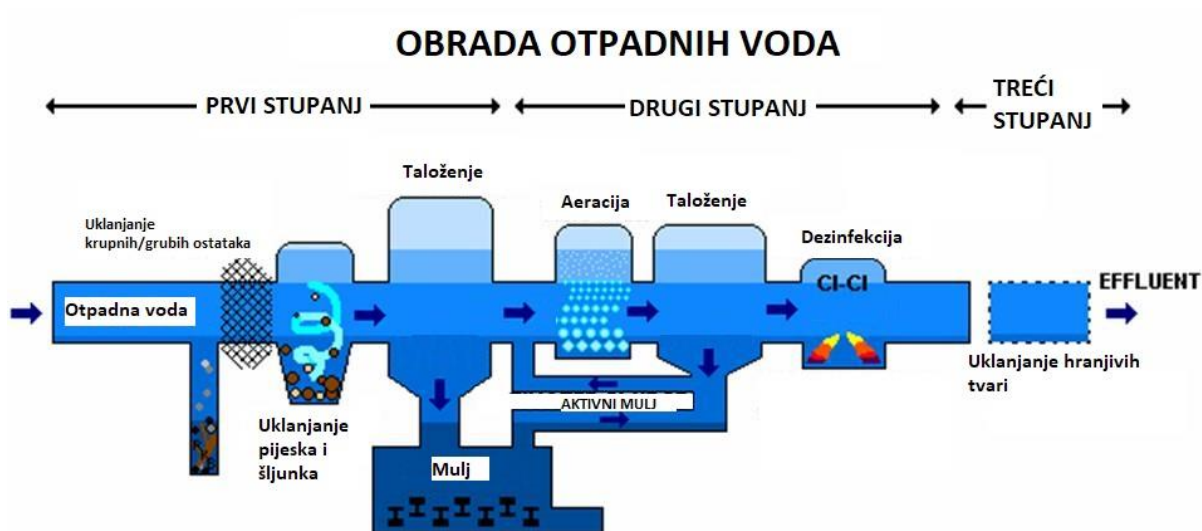 OBRADA OTPADNIH VODA
PRVI STUPANJ
DRUGI STUPANJ
TREĆI
STUPANJ
Taloženje
Aeracija
Taloženje
Dezinfekcija
Uklanjanje
krupnih/grubih ostataka
Cl-Cl
EFFLUENT
Otpadna voda
Uklanjanje hranjivih
tvari
AKTIVNI MULJ
Uklanjanje
pijeska i
šljunka
Mulj